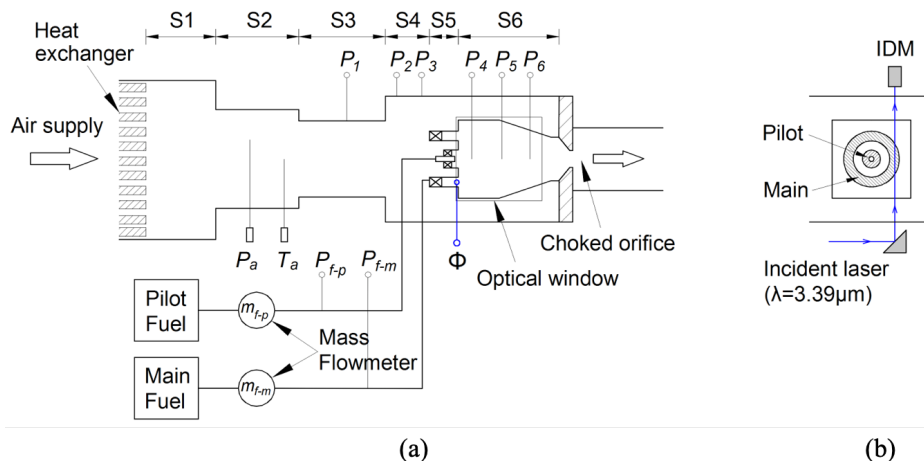 S1 S2 S3 S4 S5 S6
Heat
exchanger
P1 P2 P3 P4 P5 P6
Air supply
Pa Ta Pf-p Pf-m
Φ
Choked orifice
Optical window
Pilot
Fuel
mf-p
Mass
Flowmeter
Main
Fuel
mf-m
(a)
IDM
Pilot
Main
Incident laser
(λ=3.39μm)
(b)